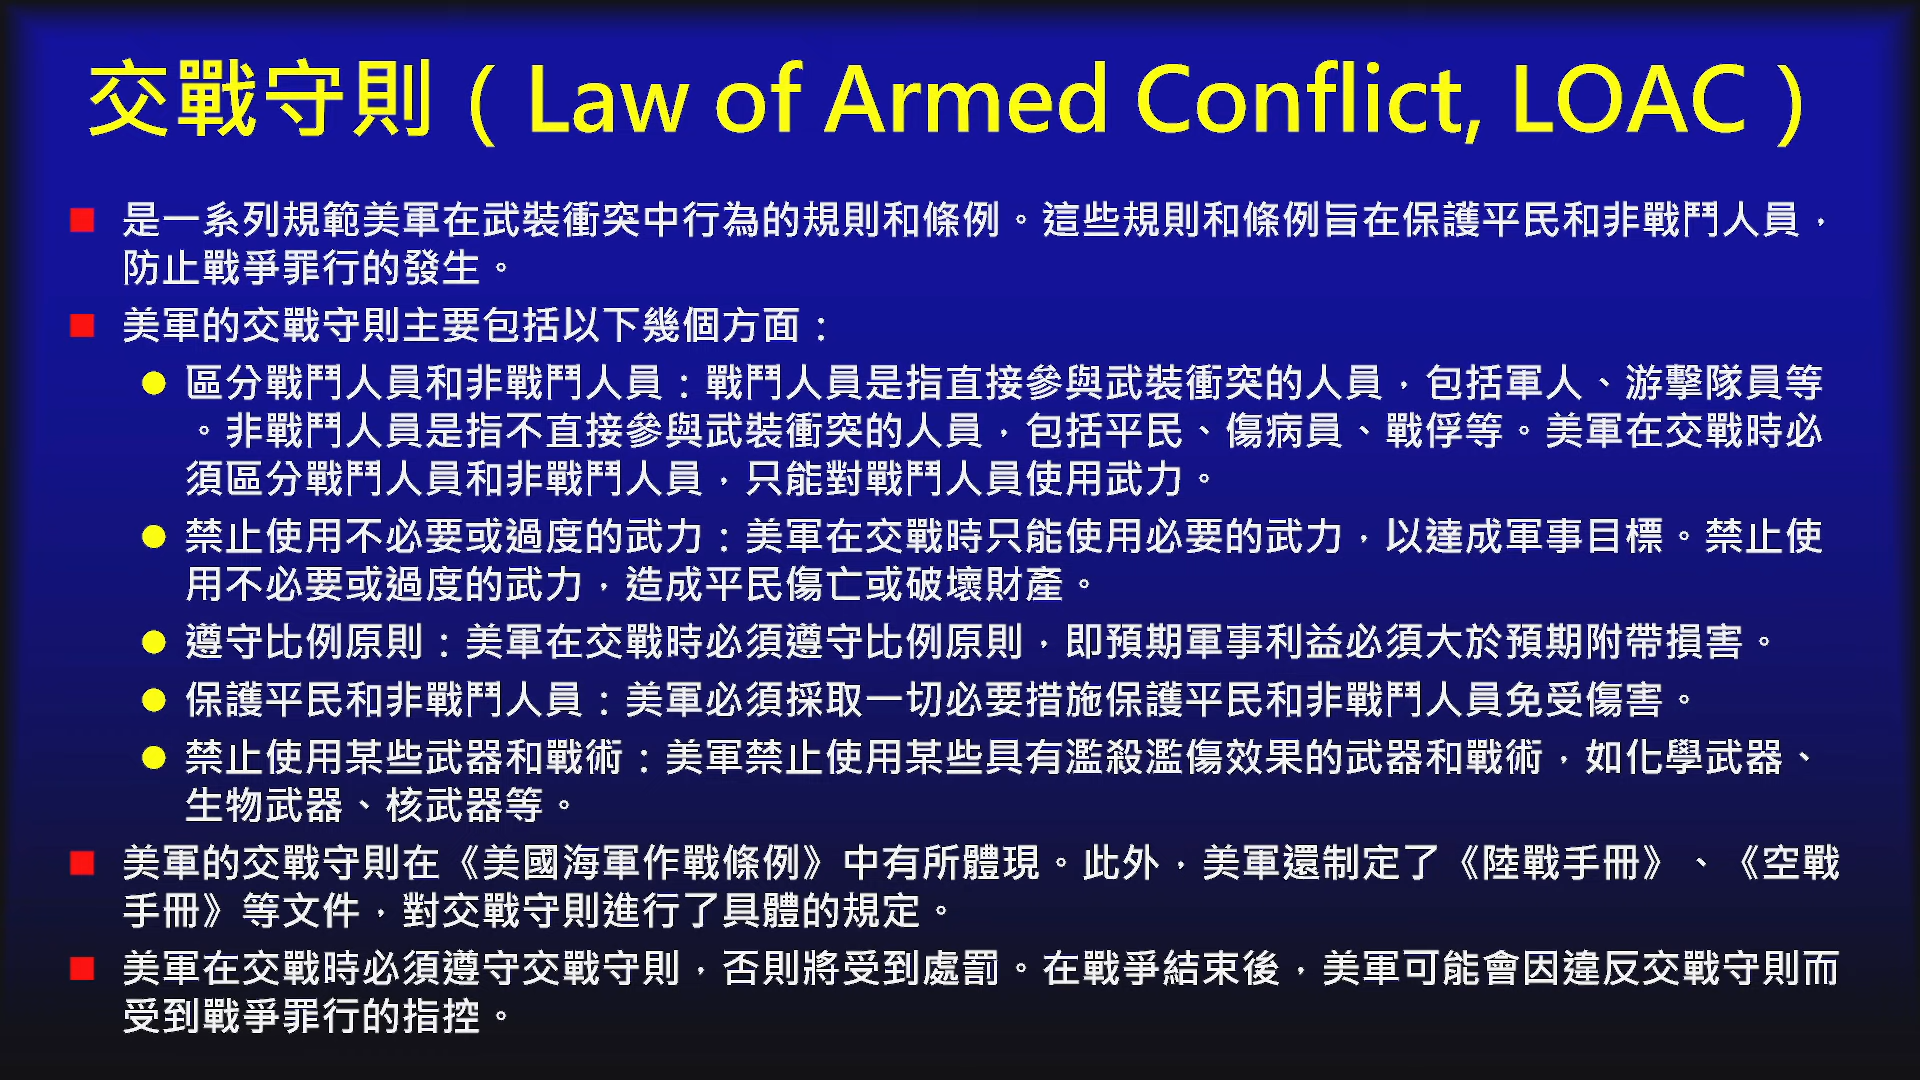 交戰守則（Law of Armed Conflict, LOAC）
是一系列規範美軍在武裝衝突中行為的規則和條例。這些規則和條例旨在保護平民和非戰鬥人員，
防止戰爭罪行的發生。
美軍的交戰守則主要包括以下幾個方面：
區分戰鬥人員和非戰鬥人員：戰鬥人員是指直接參與武裝衝突的人員，包括軍人、游擊隊員等
。非戰鬥人員是指不直接參與武裝衝突的人員，包括平民、傷病員、戰俘等。美軍在交戰時必
須區分戰鬥人員和非戰鬥人員，只能對戰鬥人員使用武力。
禁止使用不必要或過度的武力：美軍在交戰時只能使用必要的武力，以達成軍事目標。禁止使
用不必要或過度的武力，造成平民傷亡或破壞財產。
遵守比例原則：美軍在交戰時必須遵守比例原則，即預期軍事利益必須大於預期附帶損害。
保護平民和非戰鬥人員：美軍必須採取一切必要措施保護平民和非戰鬥人員免受傷害。
禁止使用某些武器和戰術：美軍禁止使用某些具有濫殺濫傷效果的武器和戰術，如化學武器、
生物武器、核武器等。
美軍的交戰守則在《美國海軍作戰條例》中有所體現。此外，美軍還制定了《陸戰手冊》、《空戰
手冊》等文件，對交戰守則進行了具體的規定。
美軍在交戰時必須遵守交戰守則，否則將受到處罰。在戰爭結束後，美軍可能會因違反交戰守則而
受到戰爭罪行的指控。